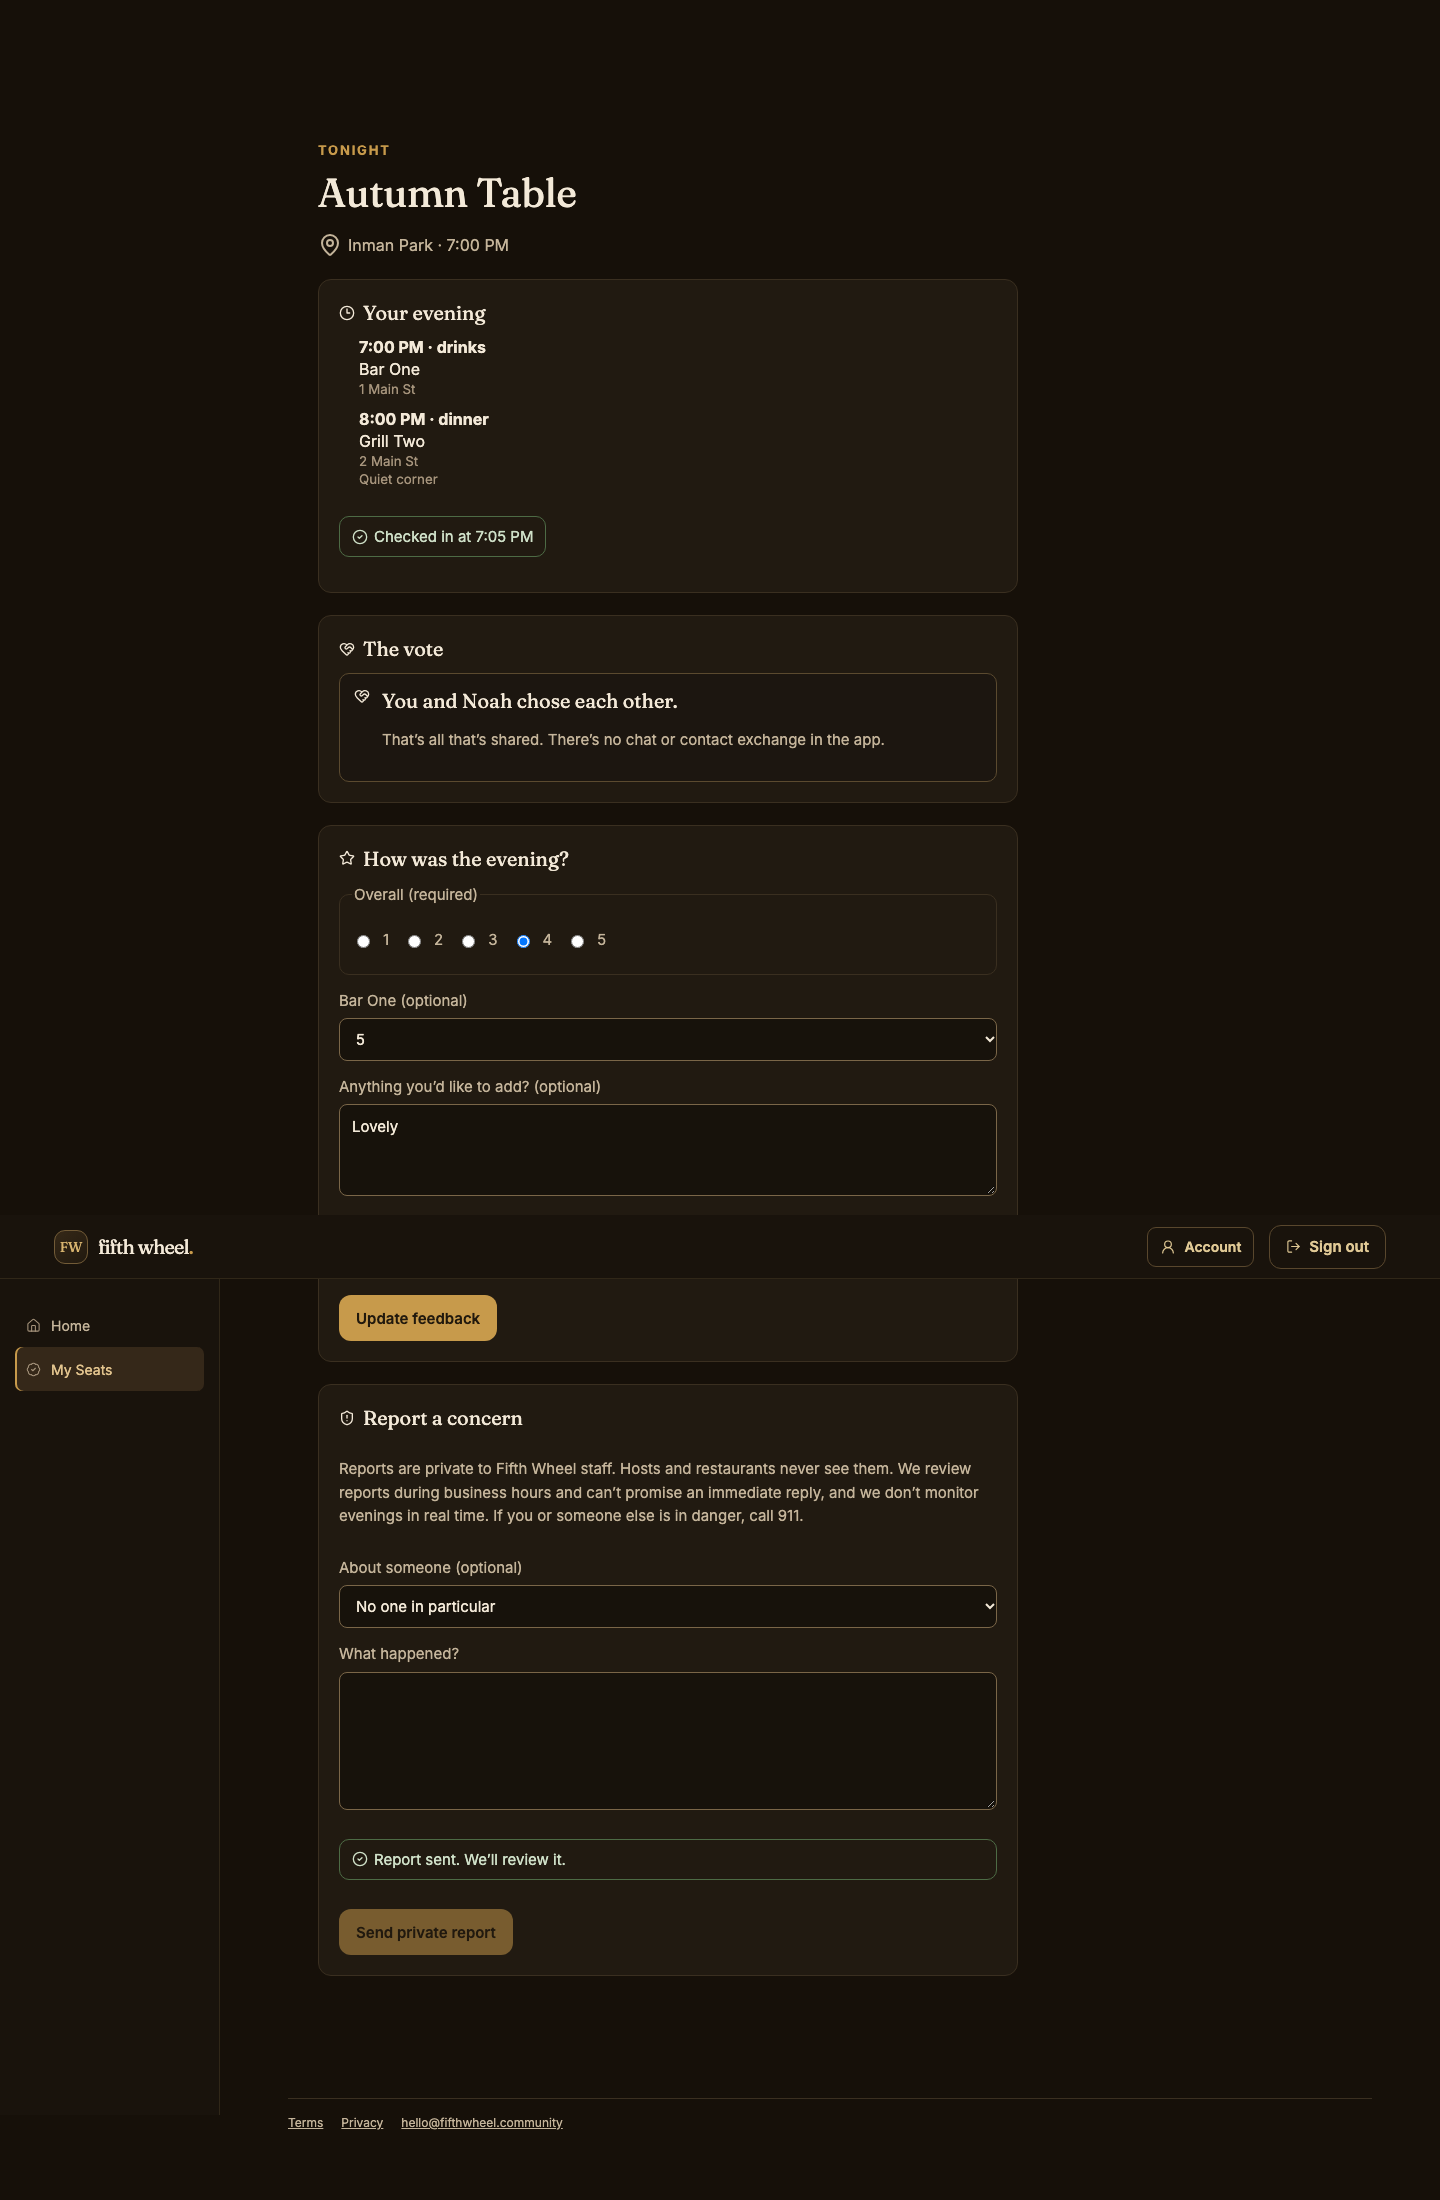 TONIGHT
Autumn Table
Inman Park · 7:00 PM
Your evening
7:00 PM · drinks
Bar One
1 Main St
8:00 PM · dinner
Grill Two
2 Main St
Quiet corner
Checked in at 7:05 PM
The vote
You and Noah chose each other.
That’s all that’s shared. There’s no chat or contact exchange in the app.
How was the evening?
Overall (required)
1 2 3 4 5
Bar One (optional)
5
Anything you’d like to add? (optional)
Lovely
FW fifth wheel.
Account
Sign out
Home
My Seats
Update feedback
Report a concern
Reports are private to Fifth Wheel staff. Hosts and restaurants never see them. We review
reports during business hours and can’t promise an immediate reply, and we don’t monitor
evenings in real time. If you or someone else is in danger, call 911.
About someone (optional)
No one in particular
What happened?
Report sent. We’ll review it.
Send private report
Terms Privacy hello@fifthwheel.community